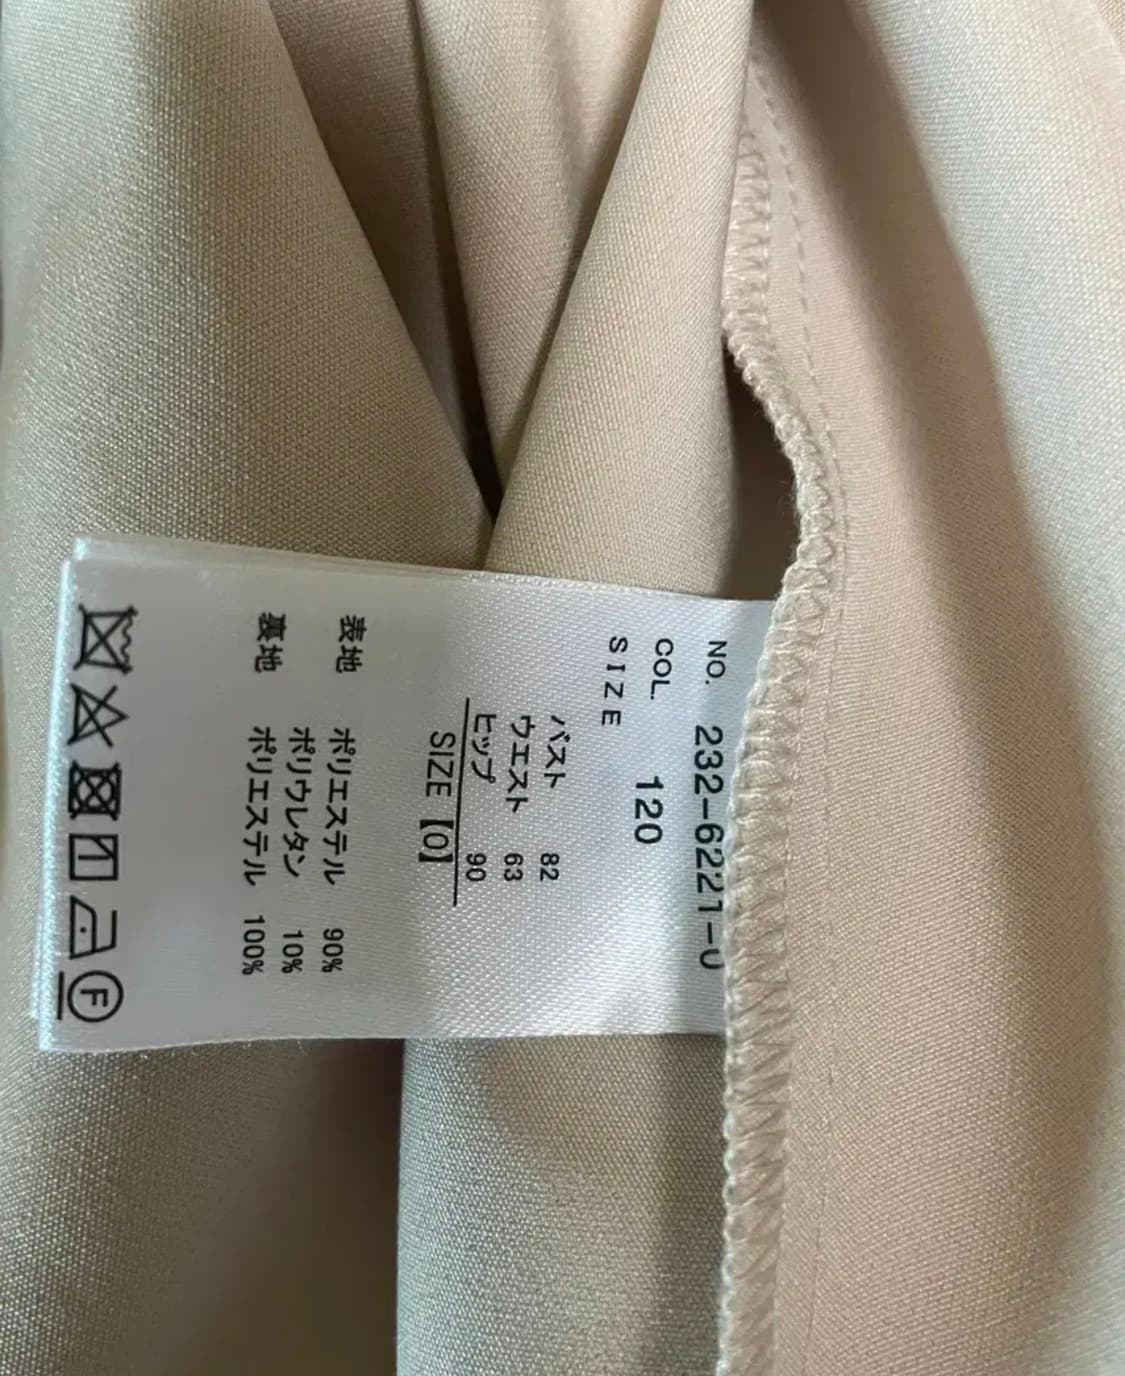 NO. 232-6221-0
COL. 120
SIZE
バスト 82
ウエスト 63
ヒップ 90
SIZE【0】
表地 ポリエステル 90%
ポリウレタン 10%
裏地 ポリエステル 100%
F